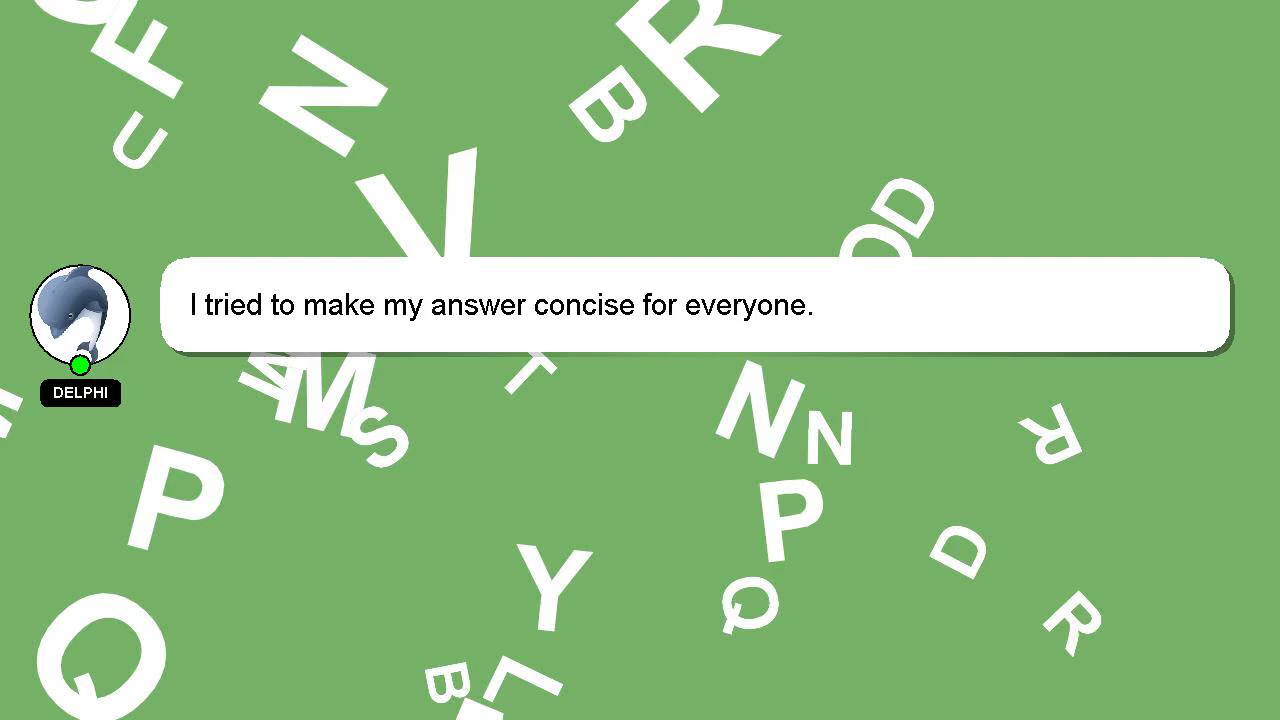 I tried to make my answer concise for everyone.
DELPHI
F
U
N
B
R
V
D
O
M
M
S
T
N
N
R
P
P
Y
D
Q
Q
R
B
L